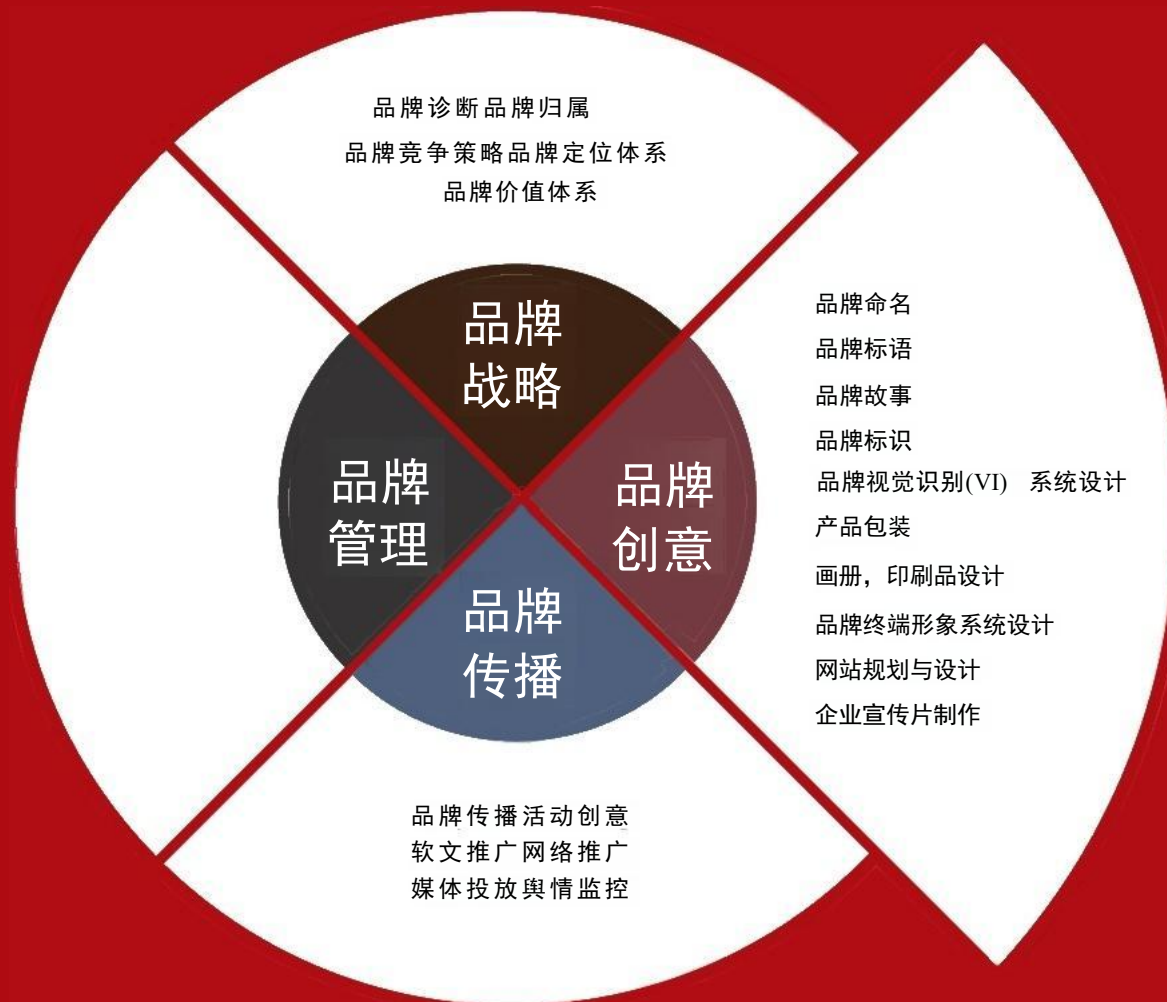 品牌诊断品牌归属
品牌竞争策略品牌定位体系
品牌价值体系
品牌
战略
品牌
管理
品牌
创意
品牌
传播
品牌命名
品牌标语
品牌故事
品牌标识
品牌视觉识别(VI) 系统设计
产品包装
画册，印刷品设计
品牌终端形象系统设计
网站规划与设计
企业宣传片制作
品牌传播活动创意
软文推广网络推广
媒体投放舆情监控